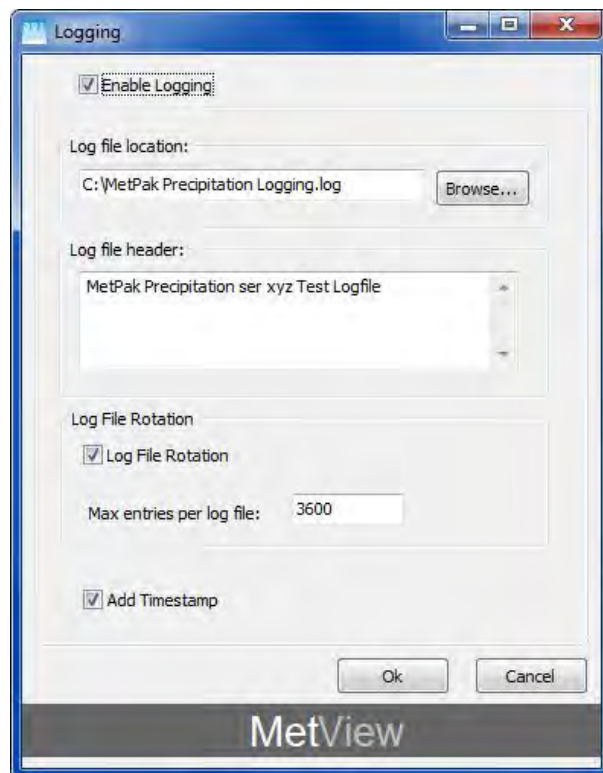 Logging
Enable Logging
Log file location:
C:\MetPak Precipitation Logging.log
Browse...
Log file header:
MetPak Precipitation ser xyz Test Logfile
Log File Rotation
Log File Rotation
Max entries per log file: 3600
Add Timestamp
Ok Cancel
MetView